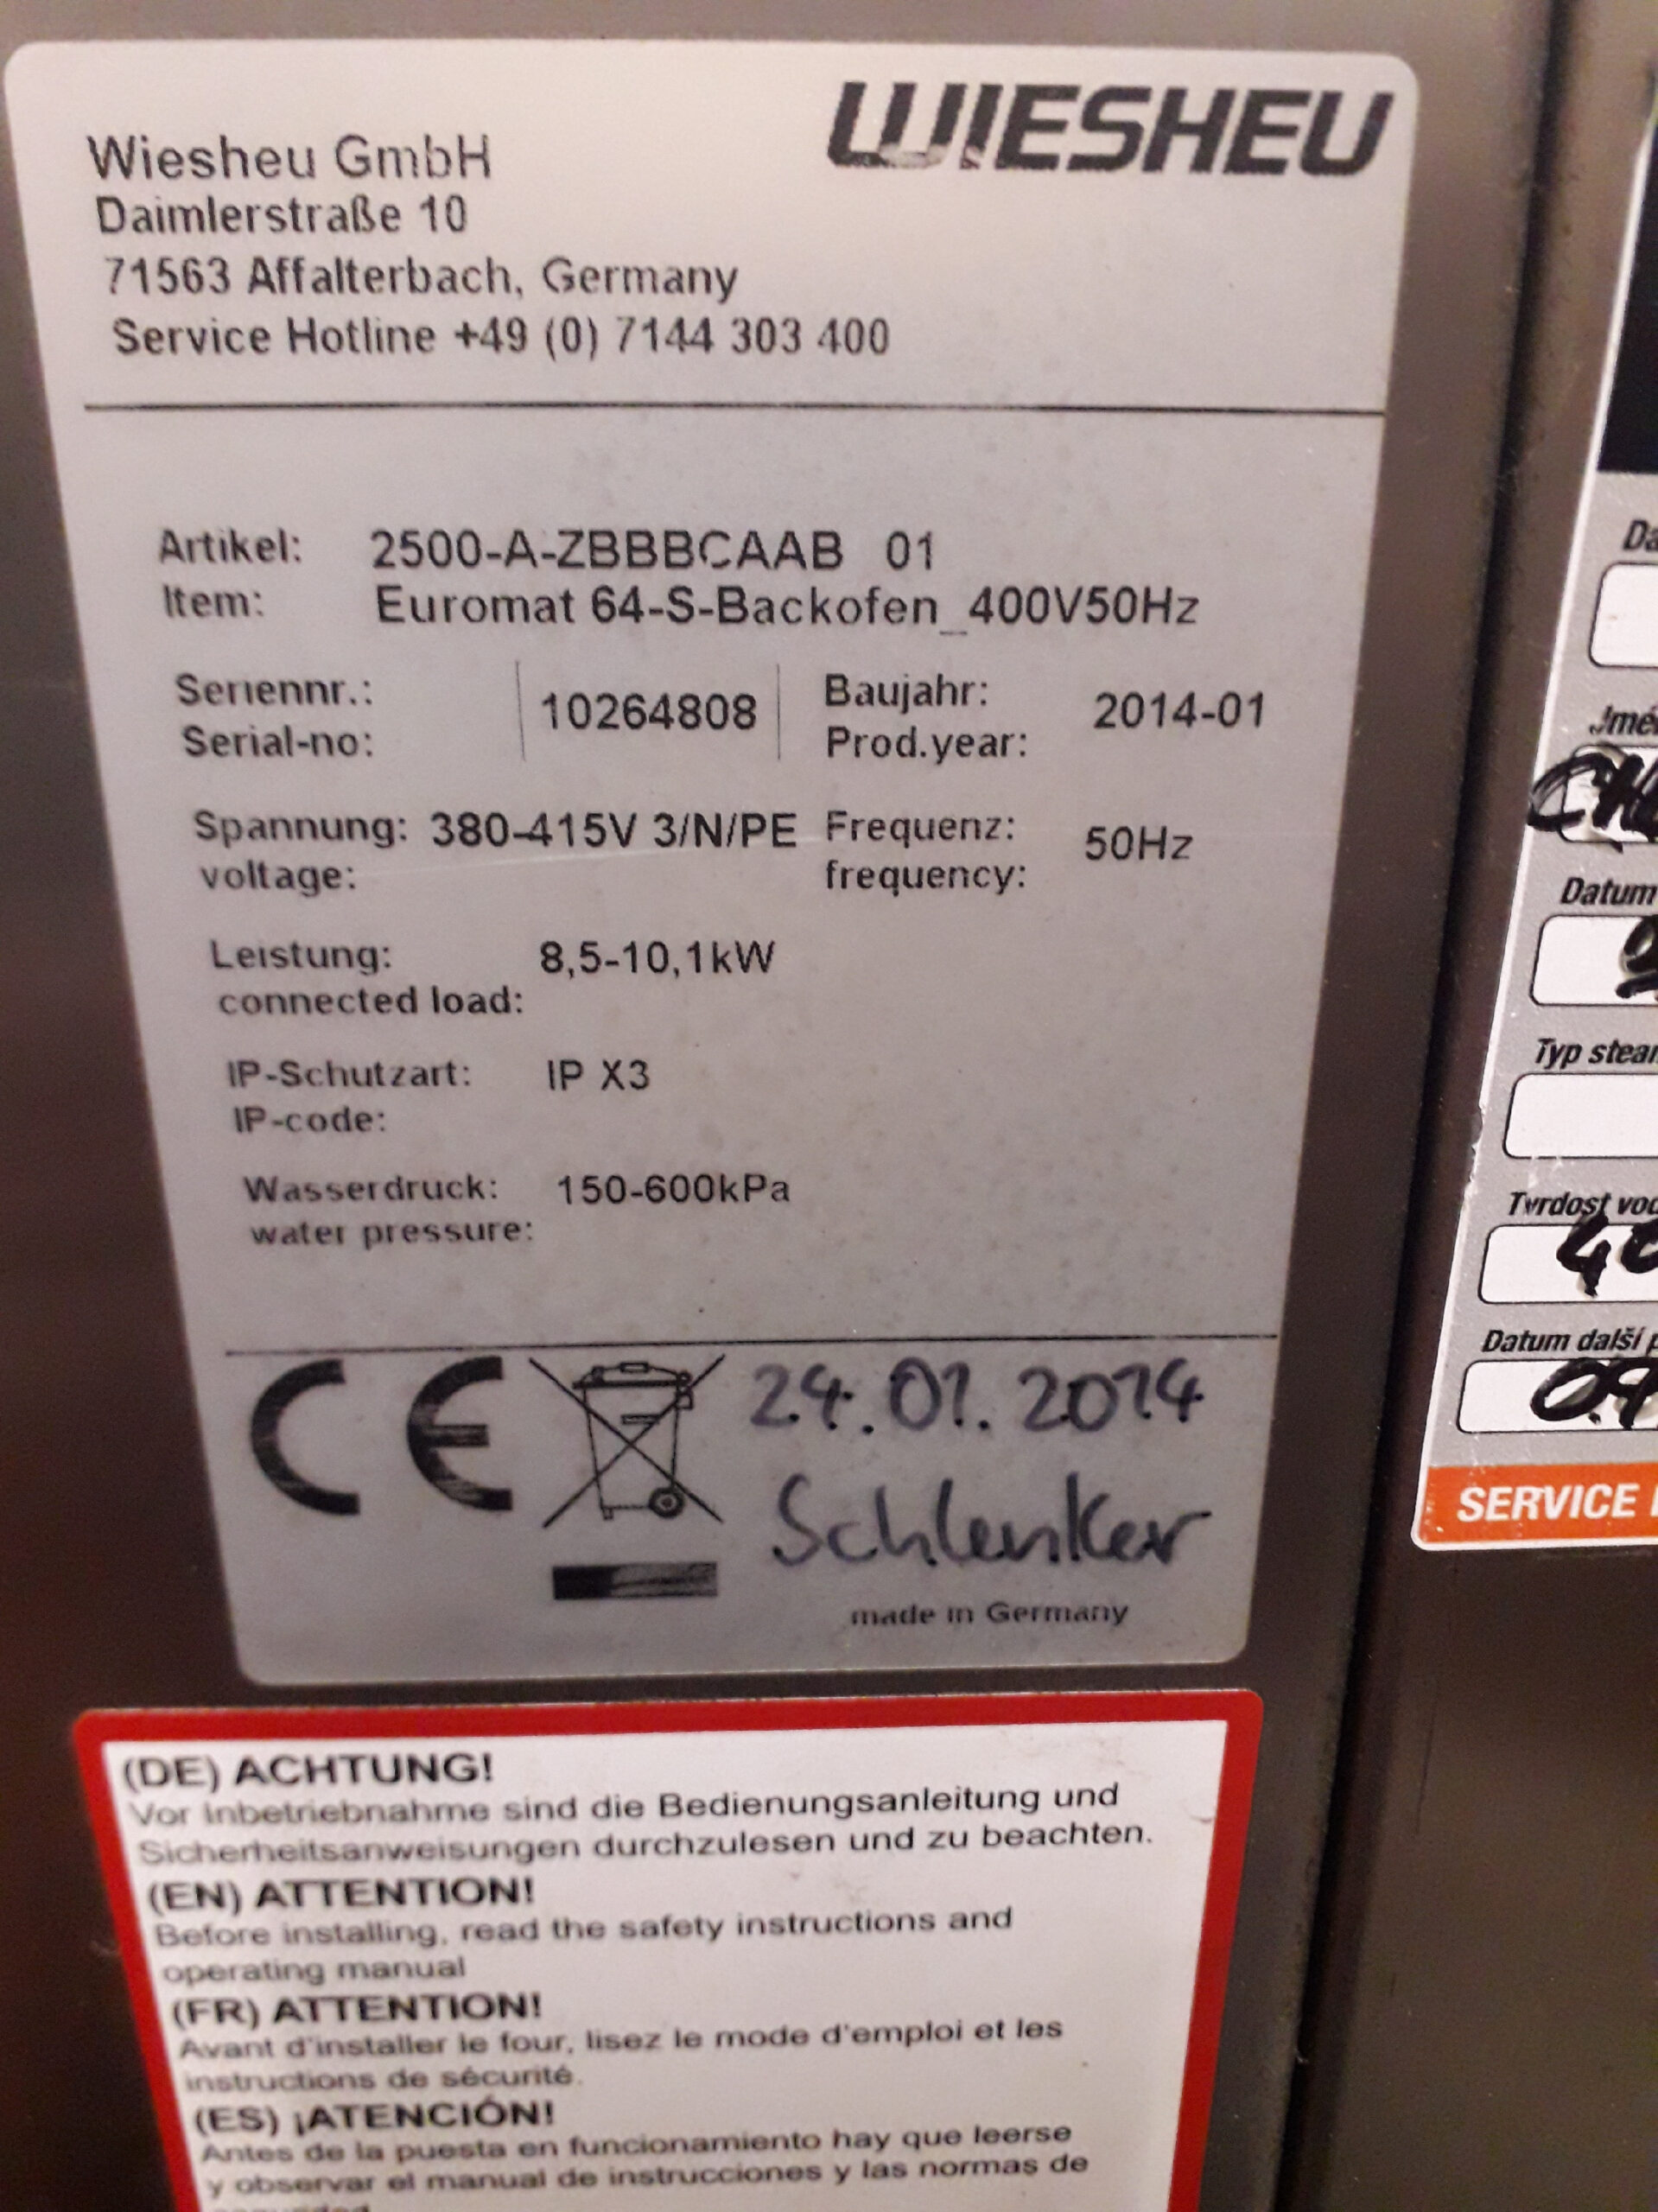 WIESHEU
Wiesheu GmbH
Daimlerstraße 10
71563 Affalterbach, Germany
Service Hotline +49 (0) 7144 303 400
Artikel: 2500-A-ZBBBCAAB 01
Item: Euromat 64-S-Backofen_400V50Hz
Seriennr.: 10264808 Baujahr: 2014-01
Serial-no: Prod.year:
Spannung: 380-415V 3/N/PE Frequenz: 50Hz
voltage: frequency:
Leistung: 8,5-10,1kW
connected load:
IP-Schutzart: IP X3
IP-code:
Wasserdruck: 150-600kPa
water pressure:
CE 24.01.2014
Schlenker
made in Germany
(DE) ACHTUNG!
Vor Inbetriebnahme sind die Bedienungsanleitung und
Sicherheitsanweisungen durchzulesen und zu beachten.
(EN) ATTENTION!
Before installing, read the safety instructions and
operating manual
(FR) ATTENTION!
Avant d'installer le four, lisez le mode d'emploi et les
instructions de sécurité.
(ES) ¡ATENCIÓN!
Antes de la puesta en funcionamiento hay que leerse
y observar el manual de instrucciones y las normas de
Datum
Typ
Tvrdost
40
Datum další
SERVICE